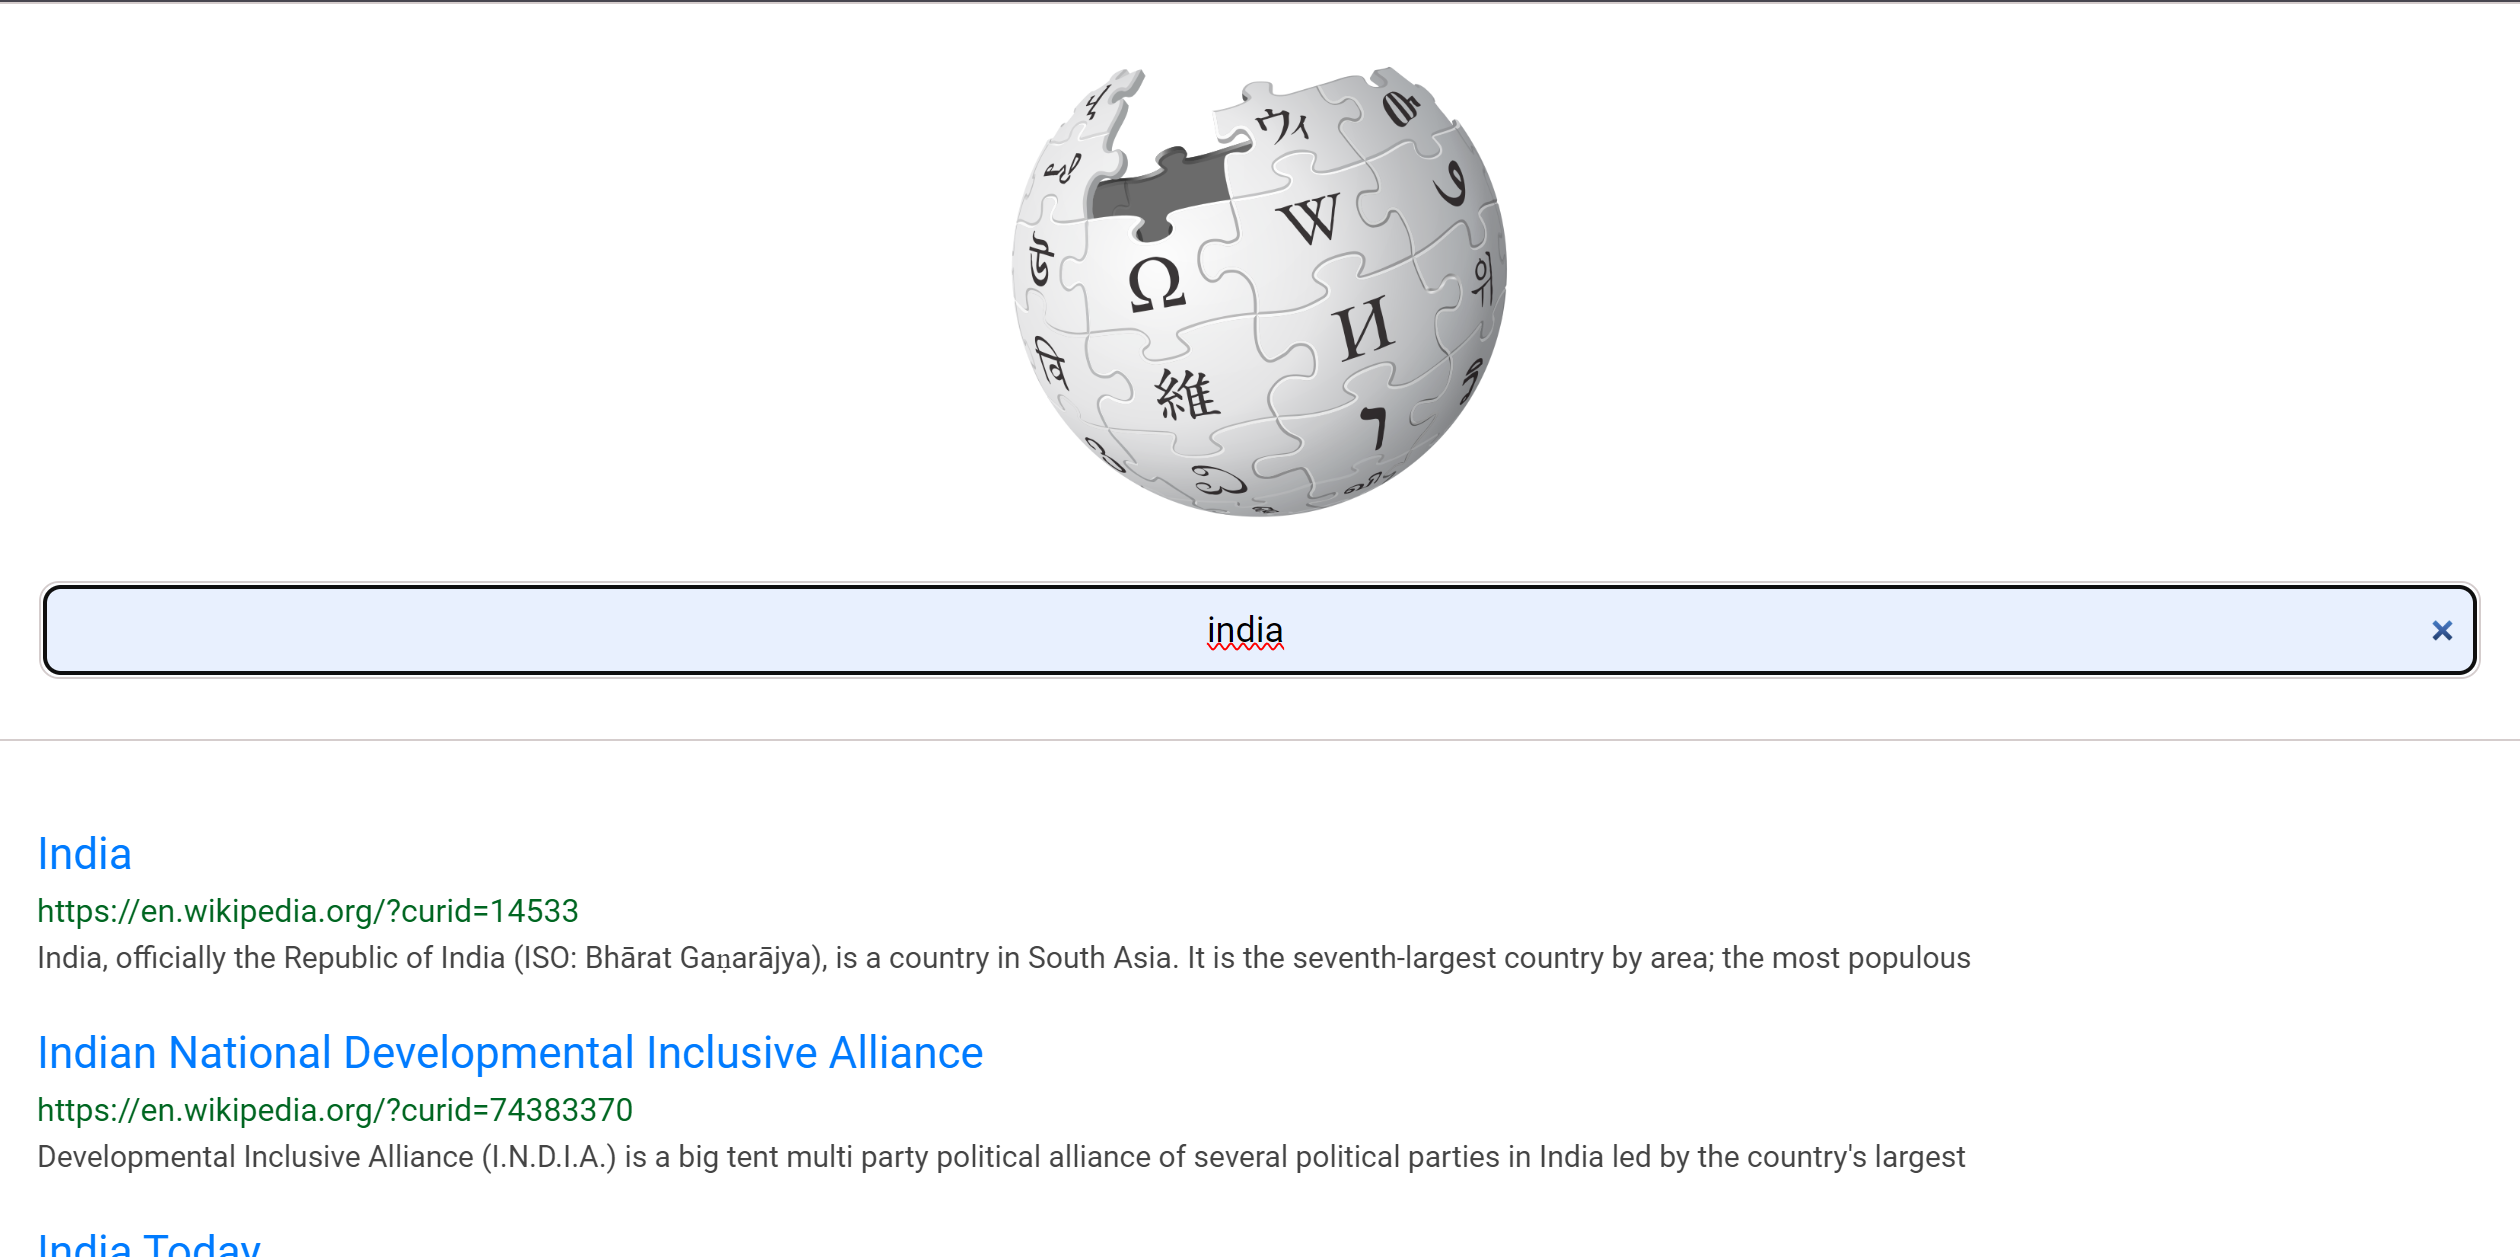 ウィ
W
Ω
И
維
ר
india
×
India
https://en.wikipedia.org/?curid=14533
India, officially the Republic of India (ISO: Bhārat Gaṇarājya), is a country in South Asia. It is the seventh-largest country by area; the most populous
Indian National Developmental Inclusive Alliance
https://en.wikipedia.org/?curid=74383370
Developmental Inclusive Alliance (I.N.D.I.A.) is a big tent multi party political alliance of several political parties in India led by the country's largest
India Today